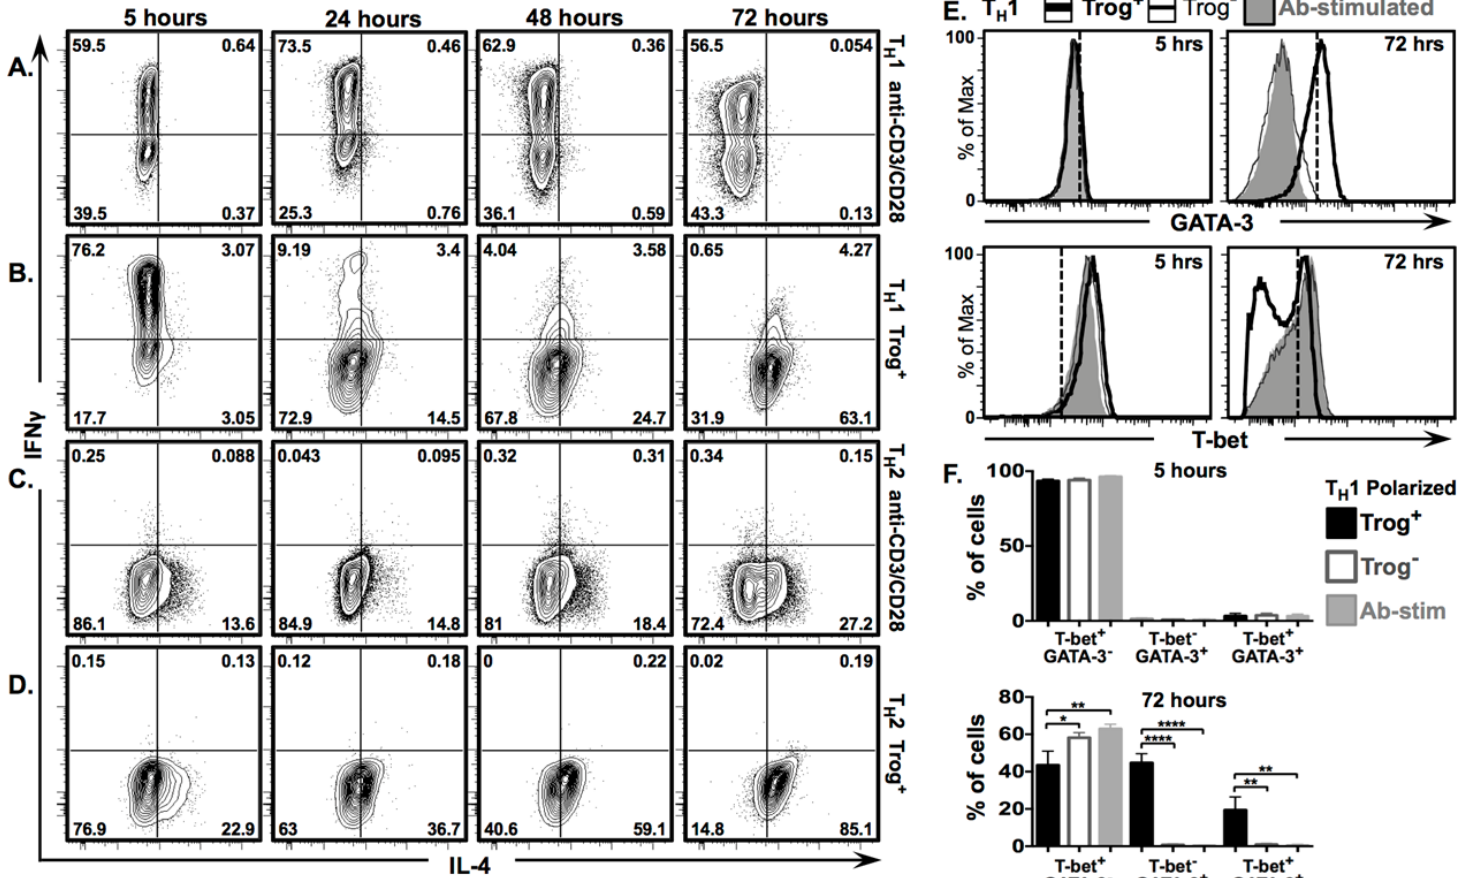 5 hours 24 hours 48 hours 72 hours
A.
59.5 0.64 73.5 0.46 62.9 0.36 56.5 0.054
39.5 0.37 25.3 0.76 36.1 0.59 43.3 0.13
TH1 anti-CD3/CD28
B.
76.2 3.07 9.19 3.4 4.04 3.58 0.65 4.27
17.7 3.05 72.9 14.5 67.8 24.7 31.9 63.1
TH1 Trog+
IFNγ
C.
0.25 0.088 0.043 0.095 0.32 0.31 0.34 0.15
86.1 13.6 84.9 14.8 81 18.4 72.4 27.2
TH2 anti-CD3/CD28
D.
0.15 0.13 0.12 0.18 0 0.22 0.02 0.19
76.9 22.9 63 36.7 40.6 59.1 14.8 85.1
TH2 Trog+
IL-4
E. TH1 Trog+ Trog- Ab-stimulated
100 5 hrs 72 hrs
% of Max
0
GATA-3
100 5 hrs 72 hrs
% of Max
0
T-bet
F.
5 hours
100
50
0
% of cells
T-bet+ T-bet- T-bet+
GATA-3- GATA-3+ GATA-3+
TH1 Polarized
Trog+
Trog-
Ab-stim
72 hours
80
60
40
20
0
% of cells
** * **** **** ** **
T-bet+ T-bet- T-bet+